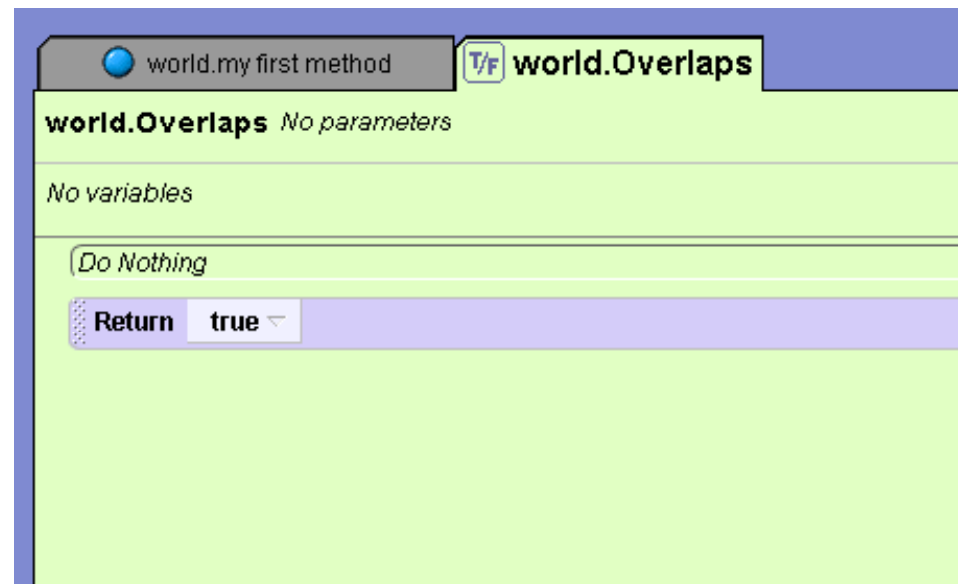 world.my first method
T/F world.Overlaps
world.Overlaps No parameters
No variables
Do Nothing
Return true